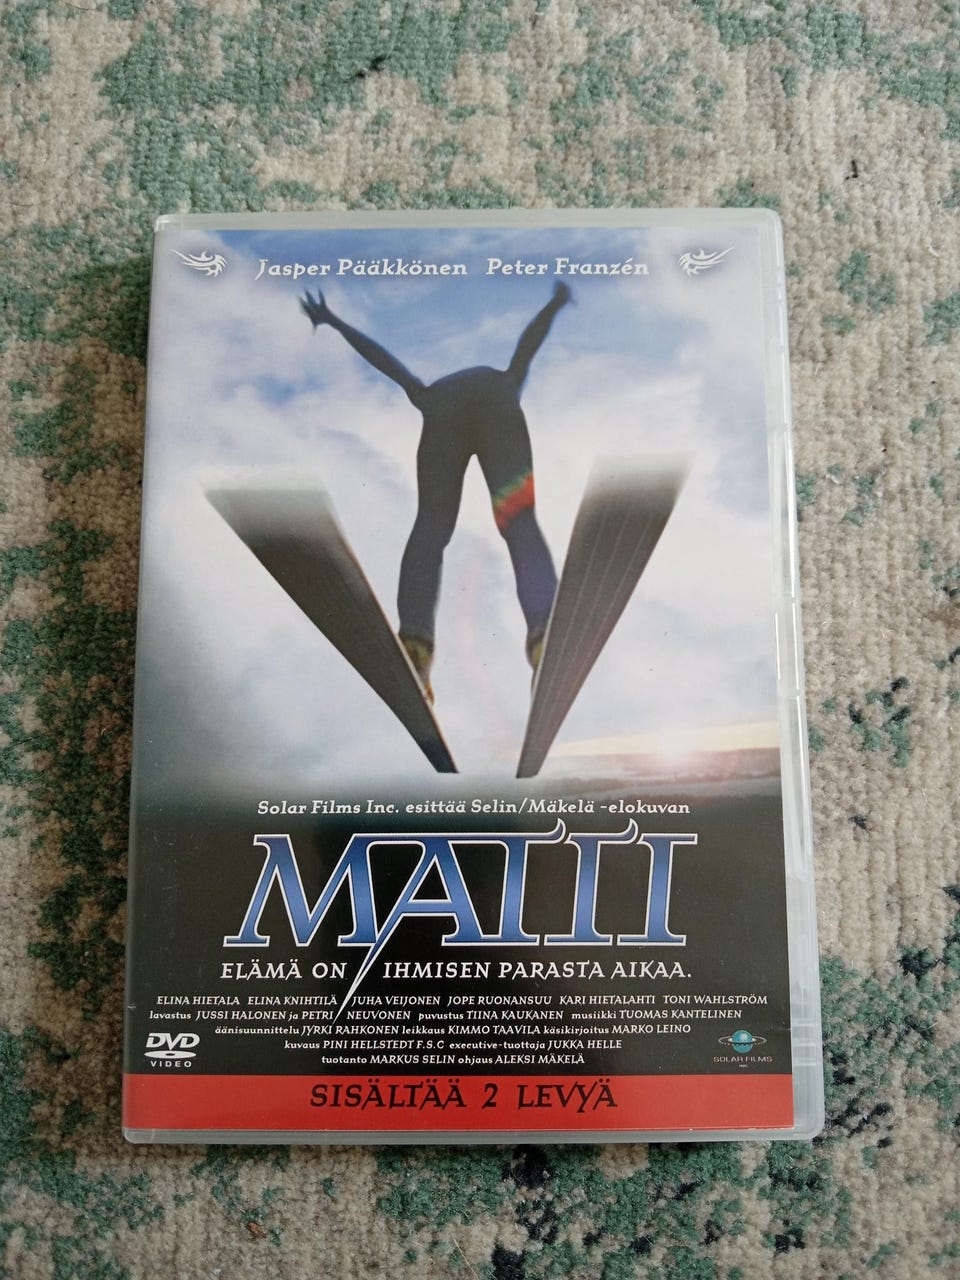 Jasper Pääkkönen Peter Franzén
Solar Films Inc. esittää Selin/Mäkelä -elokuvan
MATTI
ELÄMÄ ON IHMISEN PARASTA AIKAA.
ELINA HIETALA ELINA KNIHTILÄ JUHA VEIJONEN JOPE RUONANSUU KARI HIETALAHTI TONI WAHLSTRÖM
lavastus JUSSI HALONEN ja PETRI NEUVONEN puvustus TIINA KAUKANEN musiikki TUOMAS KANTELINEN
äänisuunnittelu JYRKI RAHKONEN leikkaus KIMMO TAAVILA käsikirjoitus MARKO LEINO
kuvaus PINI HELLSTEDT F.S.C executive-tuottaja JUKKA HELLE
tuotanto MARKUS SELIN ohjaus ALEKSI MÄKELÄ
DVD
VIDEO
SOLAR FILMS
INC.
SISÄLTÄÄ 2 LEVYÄ